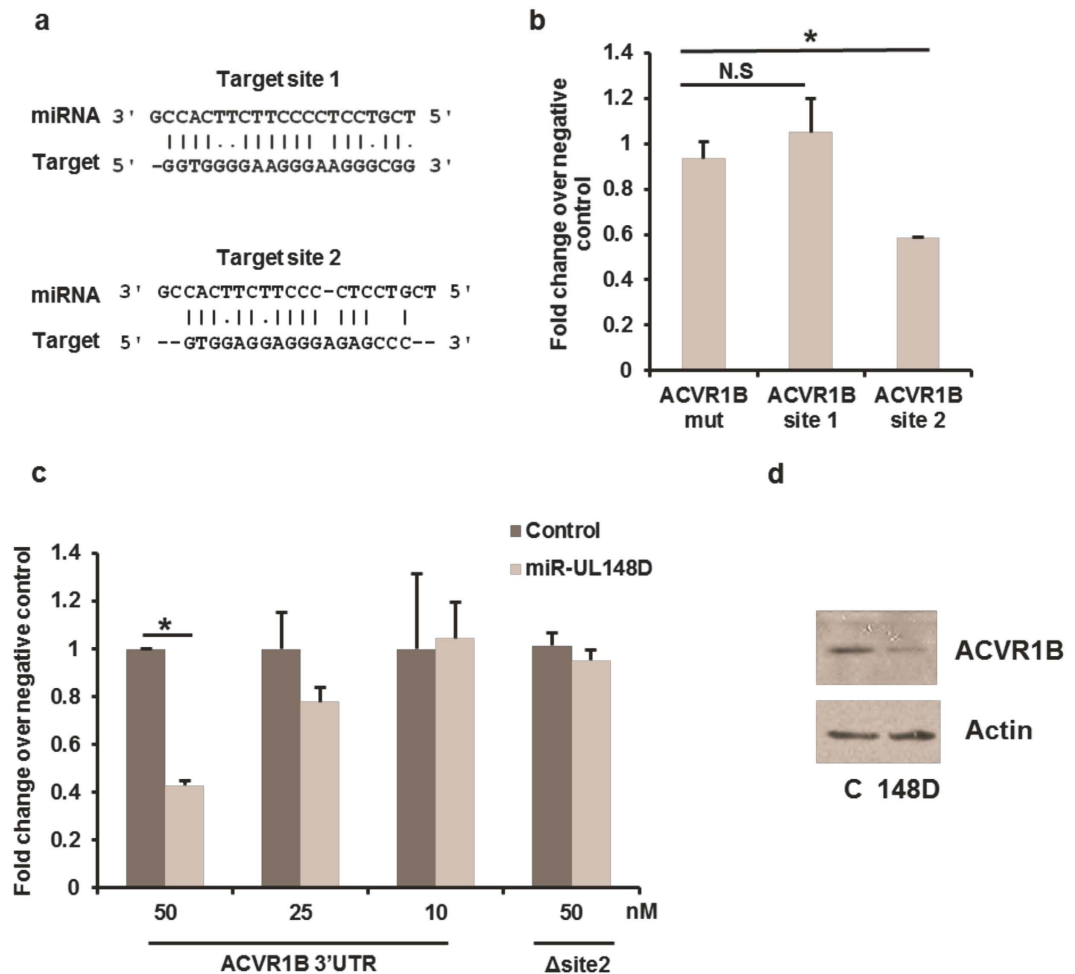 a
Target site 1
miRNA 3' GCCACTTCTTCCCCTCCTGCT 5'
||||..|||||| |||.||.
Target 5' -GGTGGGGAAGGGAAGGGCGG 3'
Target site 2
miRNA 3' GCCACTTCTTCCC-CTCCTGCT 5'
|||.||.|||| ||| |
Target 5' --GTGGAGGAGGGAGAGCCC-- 3'
b
Fold change over negative control
1.4
1.2
1
0.8
0.6
0.4
0.2
0
*
N.S
ACVR1B mut
ACVR1B site 1
ACVR1B site 2
c
Fold change over negative control
1.4
1.2
1
0.8
0.6
0.4
0.2
0
Control
miR-UL148D
*
50 25 10 50 nM
ACVR1B 3'UTR Δsite2
d
ACVR1B
Actin
C 148D